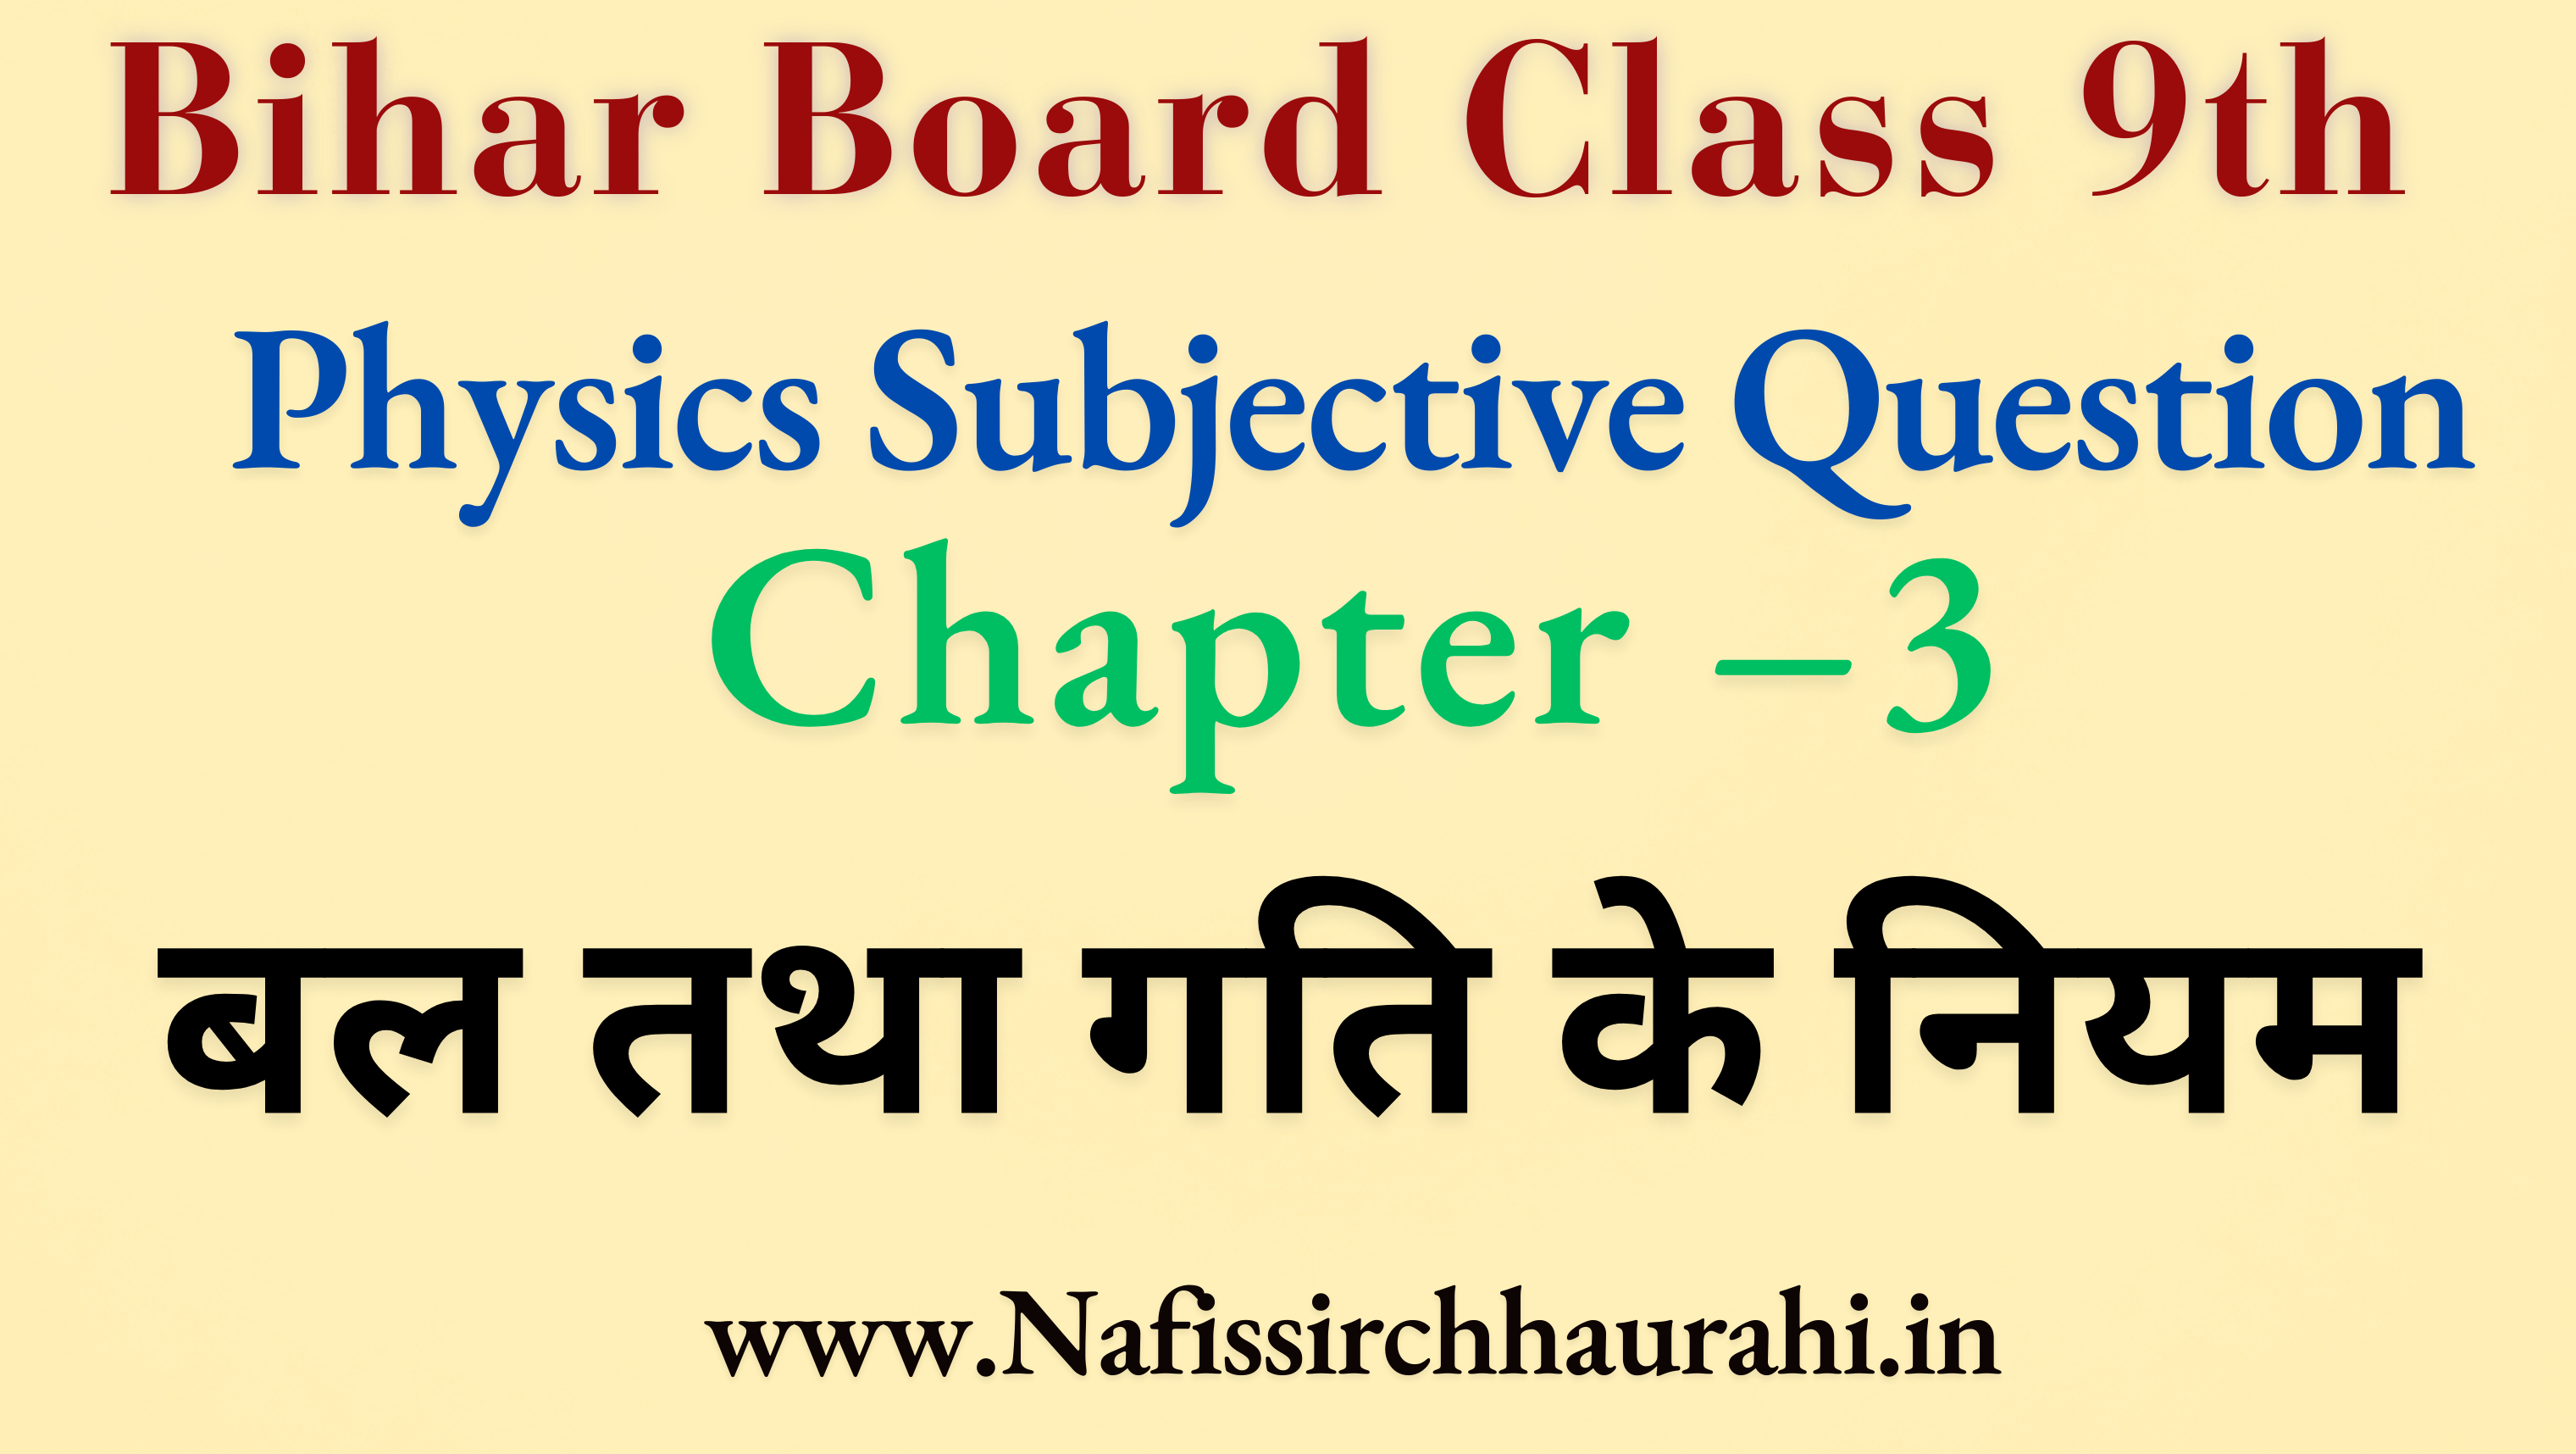 Bihar Board Class 9th
Physics Subjective Question
Chapter –3
बल तथा गति के नियम
www.Nafissirchhaurahi.in